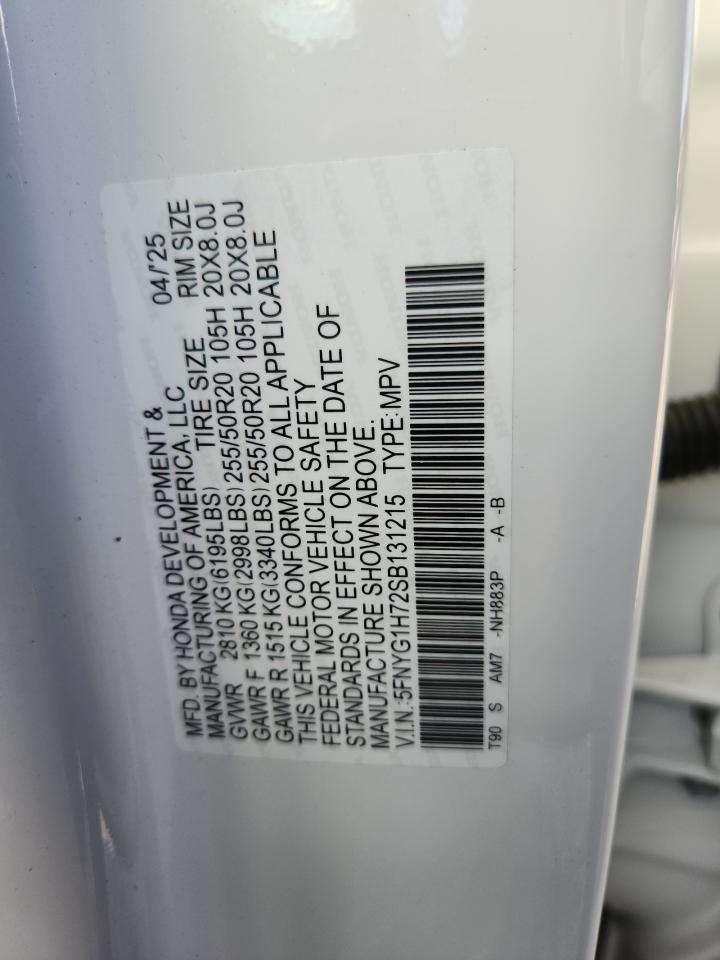 MFD. BY HONDA DEVELOPMENT & 04/'25
MANUFACTURING OF AMERICA, LLC
GVWR 2810 KG(6195LBS) TIRE SIZE RIM SIZE
GAWR F 1360 KG(2998LBS) 255/50R20 105H 20X8.0J
GAWR R 1515 KG(3340LBS) 255/50R20 105H 20X8.0J
THIS VEHICLE CONFORMS TO ALL APPLICABLE
FEDERAL MOTOR VEHICLE SAFETY
STANDARDS IN EFFECT ON THE DATE OF
MANUFACTURE SHOWN ABOVE.
V.I.N.:5FNYG1H72SB131215 TYPE:MPV
T90 S AM7 -NH883P -A -B
HONDA